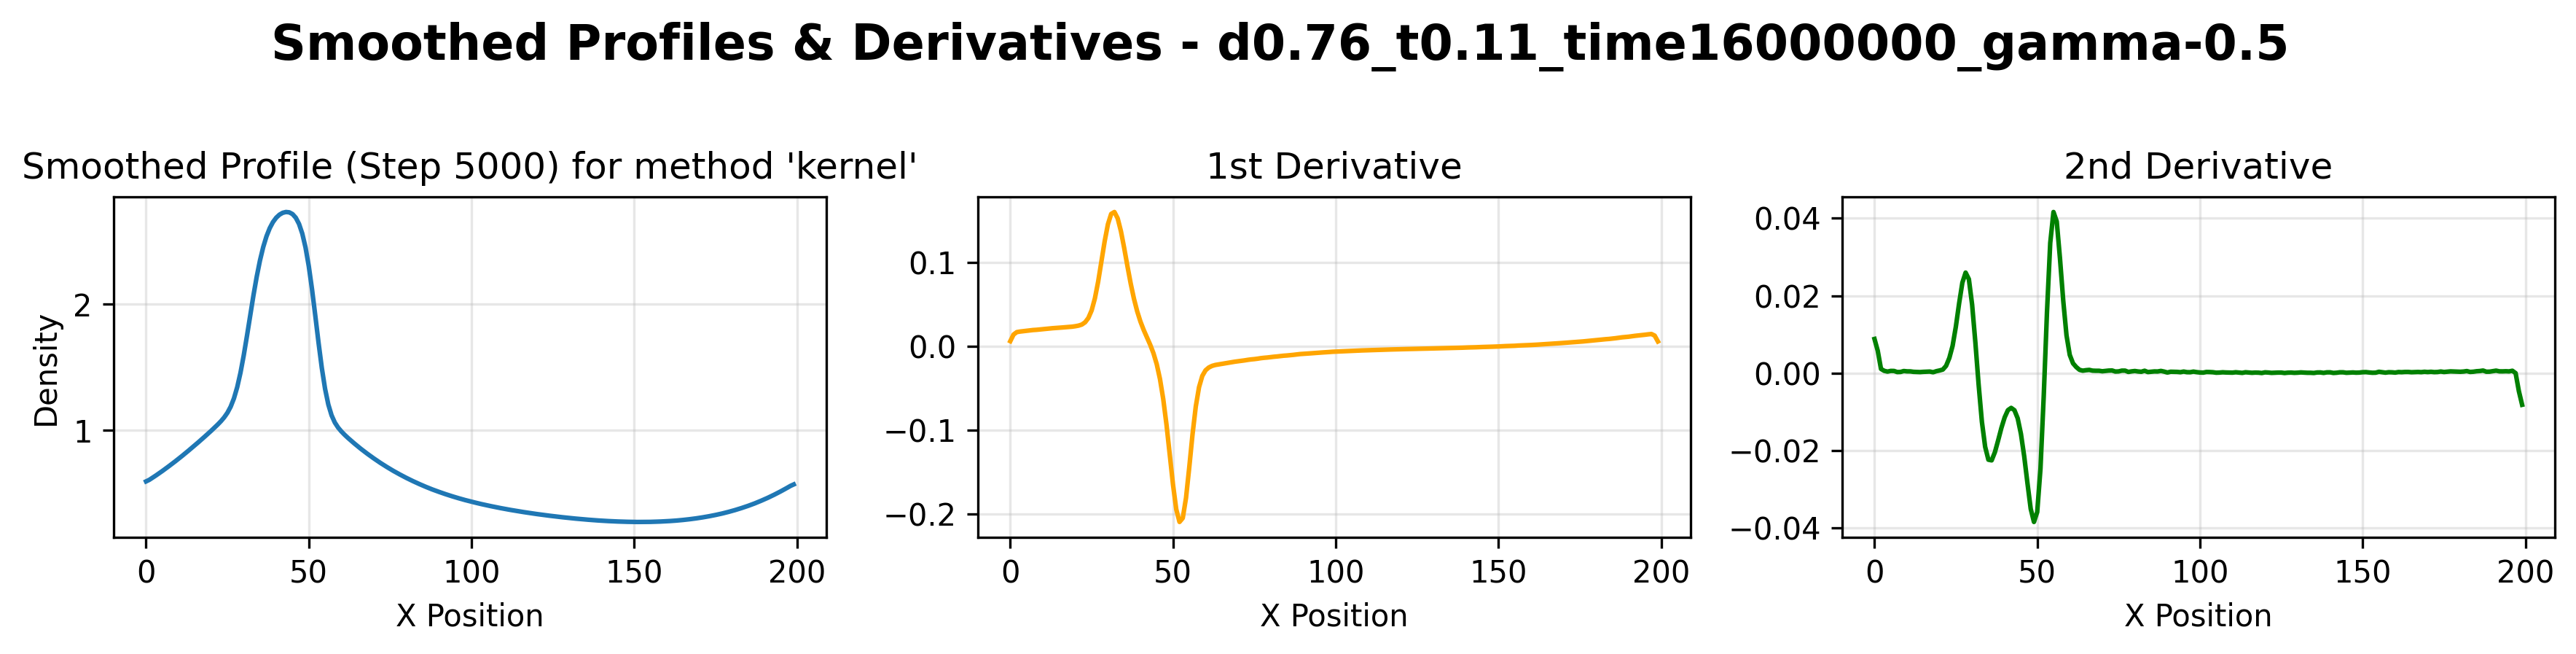 Smoothed Profiles & Derivatives - d0.76_t0.11_time16000000_gamma-0.5
Smoothed Profile (Step 5000) for method 'kernel'
Density
2
1
0 50 100 150 200
X Position
1st Derivative
0.1
0.0
−0.1
−0.2
0 50 100 150 200
X Position
2nd Derivative
0.04
0.02
0.00
−0.02
−0.04
0 50 100 150 200
X Position